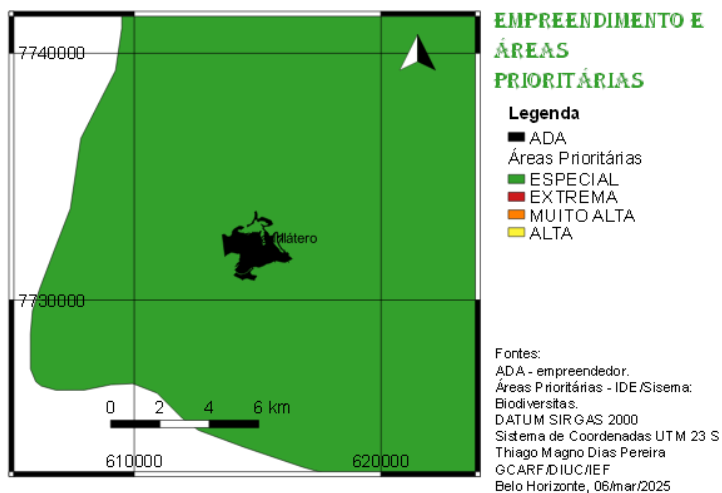 EMPREENDIMENTO E
ÁREAS
PRIORITÁRIAS
Legenda
ADA
Áreas Prioritárias
ESPECIAL
EXTREMA
MUITO ALTA
ALTA
7740000
7730000
0 2 4 6 km
610000 620000
Fontes:
ADA - empreendedor.
Áreas Prioritárias - IDE/Sisema:
Biodiversitas.
DATUM SIRGAS 2000
Sistema de Coordenadas UTM 23 S
Thiago Magno Dias Pereira
GCARF/DIUC/IEF
Belo Horizonte, 06/mar/2025